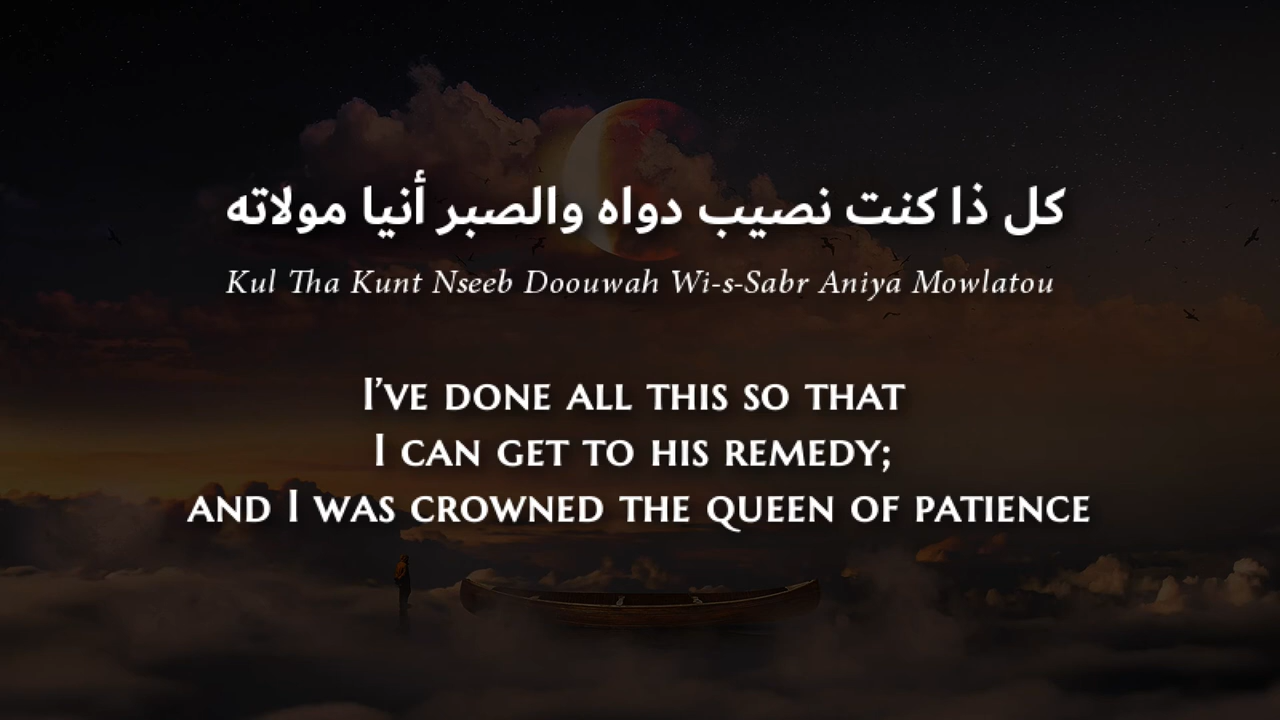 كل ذا كنت نصيب دواه والصبر أنيا مولاته
Kul Tha Kunt Nseeb Doouwah Wi-s-Sabr Aniya Mowlatou
I'VE DONE ALL THIS SO THAT
I CAN GET TO HIS REMEDY;
AND I WAS CROWNED THE QUEEN OF PATIENCE